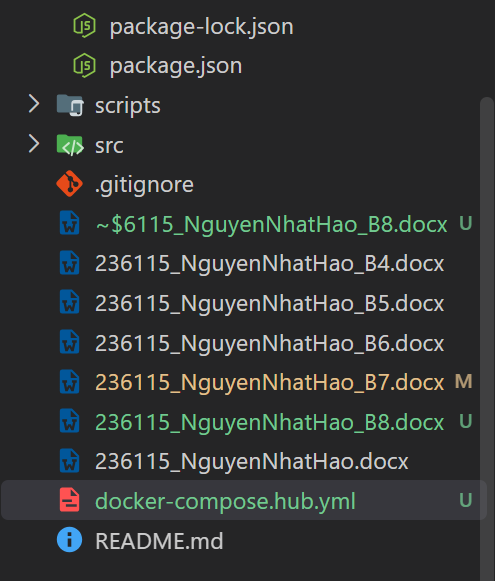 package-lock.json
package.json
scripts
src
.gitignore
~$6115_NguyenNhatHao_B8.docx U
236115_NguyenNhatHao_B4.docx
236115_NguyenNhatHao_B5.docx
236115_NguyenNhatHao_B6.docx
236115_NguyenNhatHao_B7.docx M
236115_NguyenNhatHao_B8.docx U
236115_NguyenNhatHao.docx
docker-compose.hub.yml U
README.md